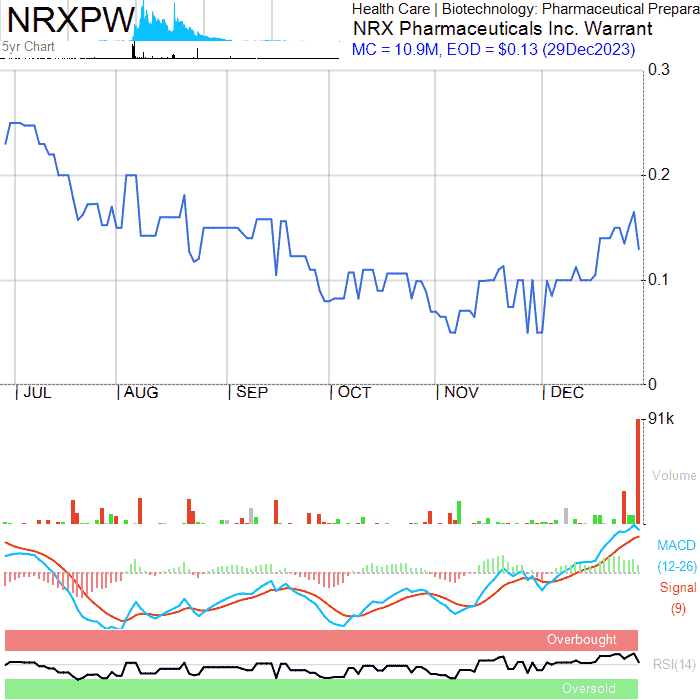 NRXPW
5yr Chart
Health Care | Biotechnology: Pharmaceutical Prepara
NRX Pharmaceuticals Inc. Warrant
MC = 10.9M, EOD = $0.13 (29Dec2023)
0.3
0.2
0.1
0
JUL AUG SEP OCT NOV DEC
91k
Volume
MACD
(12-26)
Signal
(9)
Overbought
RSI(14)
Oversold